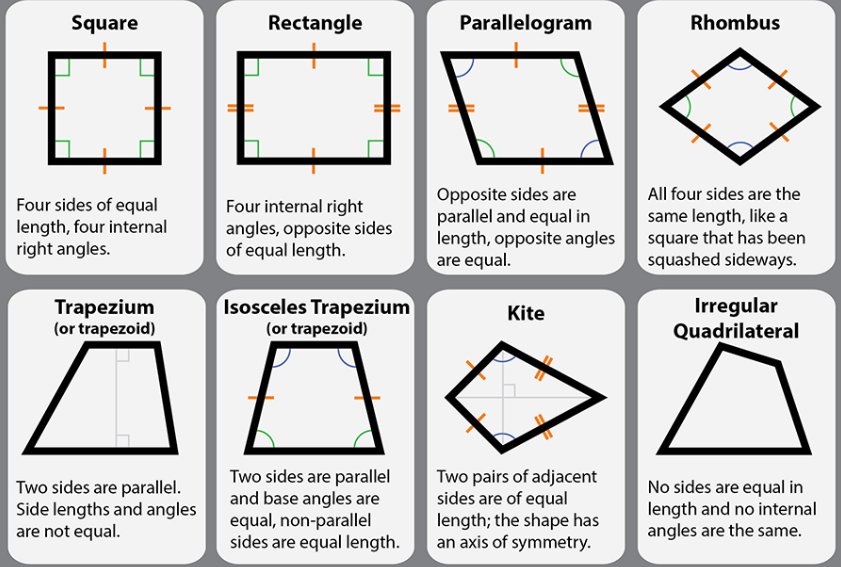 Square
Four sides of equal
length, four internal
right angles.
Rectangle
Four internal right
angles, opposite sides
of equal length.
Parallelogram
Opposite sides are
parallel and equal in
length, opposite angles
are equal.
Rhombus
All four sides are the
same length, like a
square that has been
squashed sideways.
Trapezium
(or trapezoid)
Two sides are parallel.
Side lengths and angles
are not equal.
Isosceles Trapezium
(or trapezoid)
Two sides are parallel
and base angles are
equal, non-parallel
sides are equal length.
Kite
Two pairs of adjacent
sides are of equal
length; the shape has
an axis of symmetry.
Irregular
Quadrilateral
No sides are equal in
length and no internal
angles are the same.